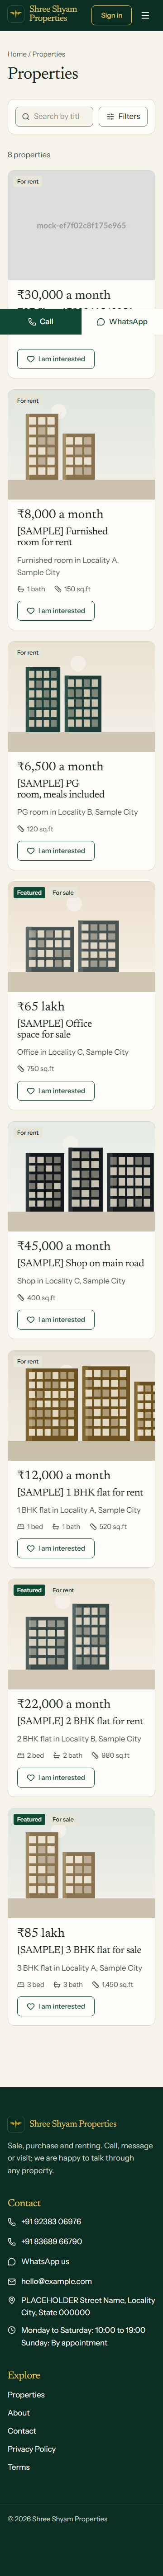 Shree Shyam
Properties
Sign in
Home / Properties
Properties
Search by titl
Filters
8 properties
For rent
mock-ef7f02c8f175ec39
₹30,000 / month
Call
WhatsApp
I am interested
For rent
₹8,000 / month
[SAMPLE] Furnished
room for rent
Furnished room in Locality A,
Sample City
1 bath
150 sq.ft
I am interested
For rent
₹6,500 / month
[SAMPLE] PG
room, meals included
PG room in Locality B, Sample City
120 sq.ft
I am interested
Featured
For sale
₹65 lakh
[SAMPLE] Office
space for sale
Office in Locality C, Sample City
750 sq.ft
I am interested
For rent
₹45,000 / month
[SAMPLE] Shop on main road
Shop in Locality C, Sample City
400 sq.ft
I am interested
For rent
₹12,000 / month
[SAMPLE] 1 BHK flat for rent
1 BHK flat in Locality A, Sample City
1 bed
1 bath
520 sq.ft
I am interested
Featured
For rent
₹22,000 / month
[SAMPLE] 2 BHK flat for rent
2 BHK flat in Locality B, Sample City
2 bed
2 bath
980 sq.ft
I am interested
Featured
For sale
₹85 lakh
[SAMPLE] 3 BHK flat for sale
3 BHK flat in Locality A, Sample City
3 bed
3 bath
1,450 sq.ft
I am interested
Shree Shyam Properties
Sale, purchase and renting. Call, message
or visit; we are happy to talk through
any property.
Contact
+91 92383 06976
+91 83689 66790
WhatsApp us
hello@example.com
PLACEHOLDER Street Name, Locality
City, State 000000
Monday to Saturday: 10:00 to 19:00
Sunday: By appointment
Explore
Properties
About
Contact
Privacy Policy
Terms
© 2026 Shree Shyam Properties